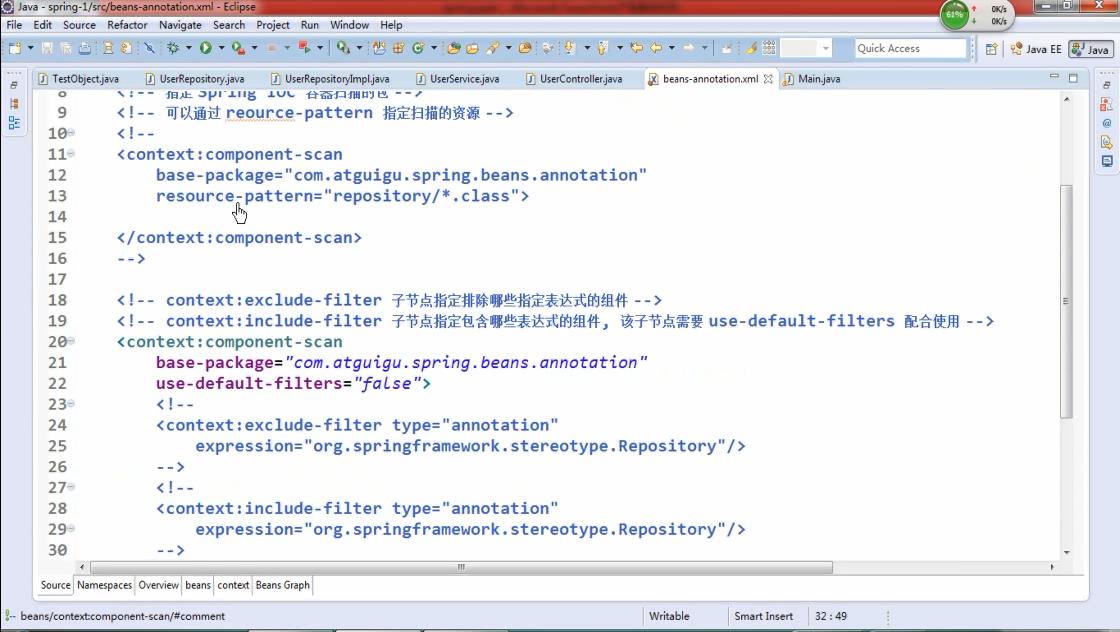 Java - spring-1/src/beans-annotation.xml - Eclipse
61%
0K/s
0K/s
File Edit Source Refactor Navigate Search Project Run Window Help
Quick Access
Java EE
Java
TestObject.java UserRepository.java UserRepositoryImpl.java UserService.java UserController.java beans-annotation.xml Main.java
8 <!-- 指定 Spring IOC 容器扫描的包 -->
9 <!-- 可以通过 reource-pattern 指定扫描的资源 -->
10 <!--
11 <context:component-scan
12 base-package="com.atguigu.spring.beans.annotation"
13 resource-pattern="repository/*.class">
14
15 </context:component-scan>
16 -->
17
18 <!-- context:exclude-filter 子节点指定排除哪些指定表达式的组件 -->
19 <!-- context:include-filter 子节点指定包含哪些表达式的组件, 该子节点需要 use-default-filters 配合使用 -->
20 <context:component-scan
21 base-package="com.atguigu.spring.beans.annotation"
22 use-default-filters="false">
23 <!--
24 <context:exclude-filter type="annotation"
25 expression="org.springframework.stereotype.Repository"/>
26 -->
27 <!--
28 <context:include-filter type="annotation"
29 expression="org.springframework.stereotype.Repository"/>
30 -->
Source Namespaces Overview beans context Beans Graph
beans/context:component-scan/#comment
Writable
Smart Insert
32 : 49